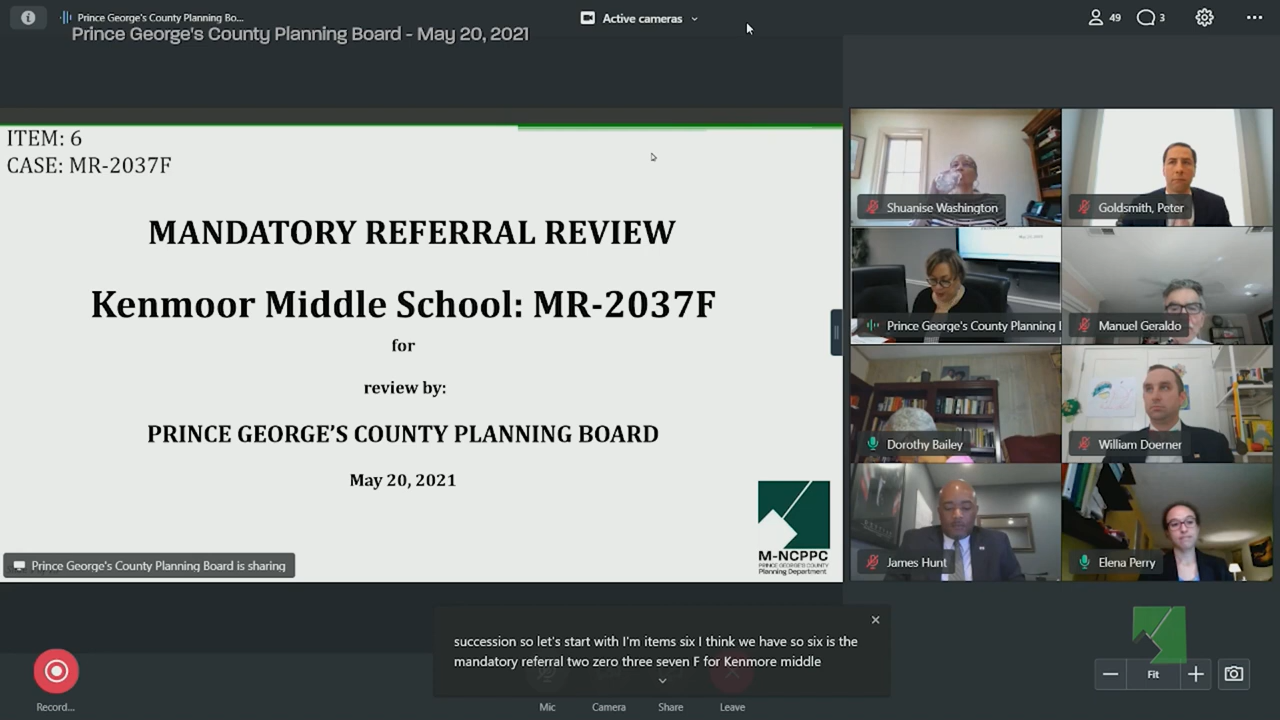 Prince George's County Planning Bo...
Active cameras
49
3
Prince George's County Planning Board - May 20, 2021
ITEM: 6
CASE: MR-2037F
MANDATORY REFERRAL REVIEW
Kenmoor Middle School: MR-2037F
for
review by:
PRINCE GEORGE'S COUNTY PLANNING BOARD
May 20, 2021
M-NCPPC
PRINCE GEORGE'S COUNTY
Planning Department
Prince George's County Planning Board is sharing
Shuanise Washington
Goldsmith, Peter
Prince George's County Planning
Manuel Geraldo
Dorothy Bailey
William Doerner
James Hunt
Elena Perry
succession so let's start with I'm items six I think we have so six is the
mandatory referral two zero three seven F for Kenmore middle
Record...
Mic
Camera
Share
Leave
Fit